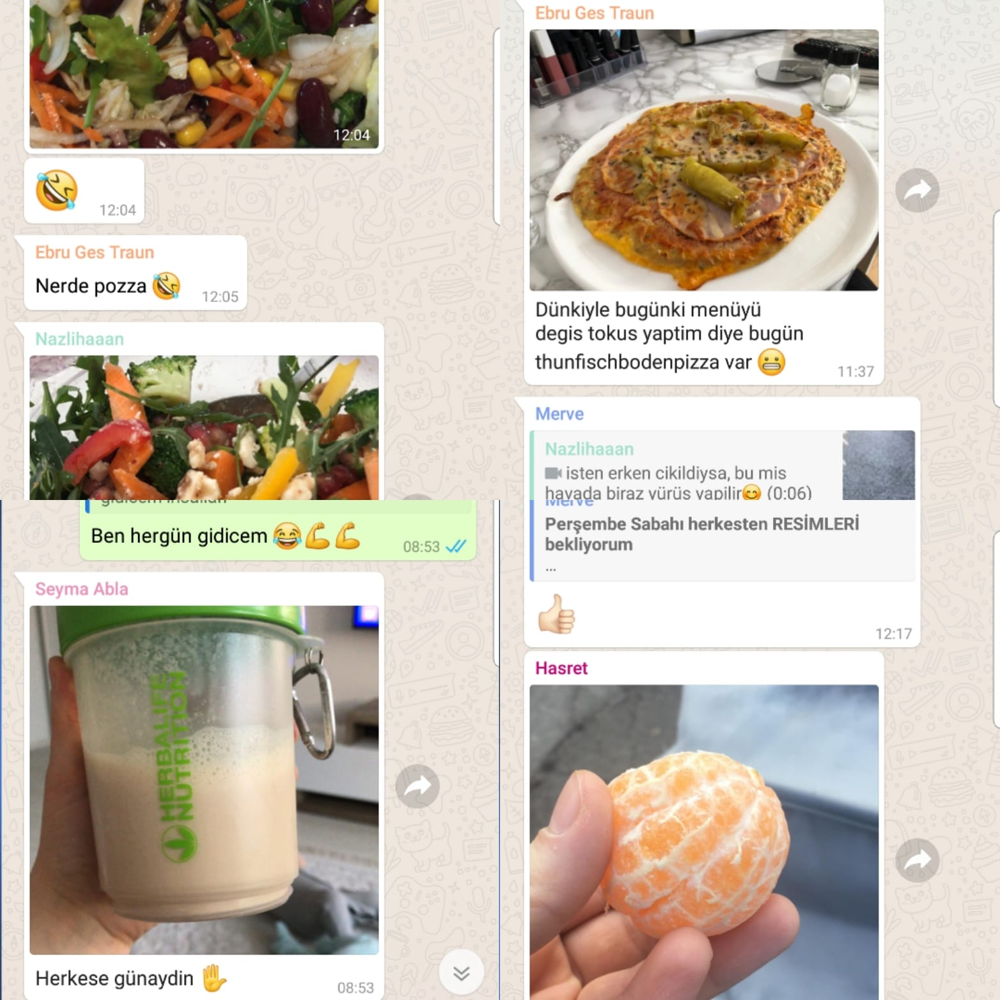 12:04
🤣
12:04
Ebru Ges Traun
Nerde pozza 🤣
12:05
Nazlihaaan
Ebru Ges Traun
Dünkiyle bugünki menüyü
degis tokus yaptim diye bugün
thunfischbodenpizza var 😬
11:37
Merve
Nazlihaaan
isten erken cikildiysa, bu mis
havada biraz yürüs yapilir😊 (0:06)
gidicem insallah
Ben hergün gidicem 😂💪💪
08:53
Seyma Abla
HERBALIFE
NUTRITION
Herkese günaydin 🖐
08:53
Merve
Perşembe Sabahı herkesten RESİMLERİ
bekliyorum
...
👍🏻
12:17
Hasret